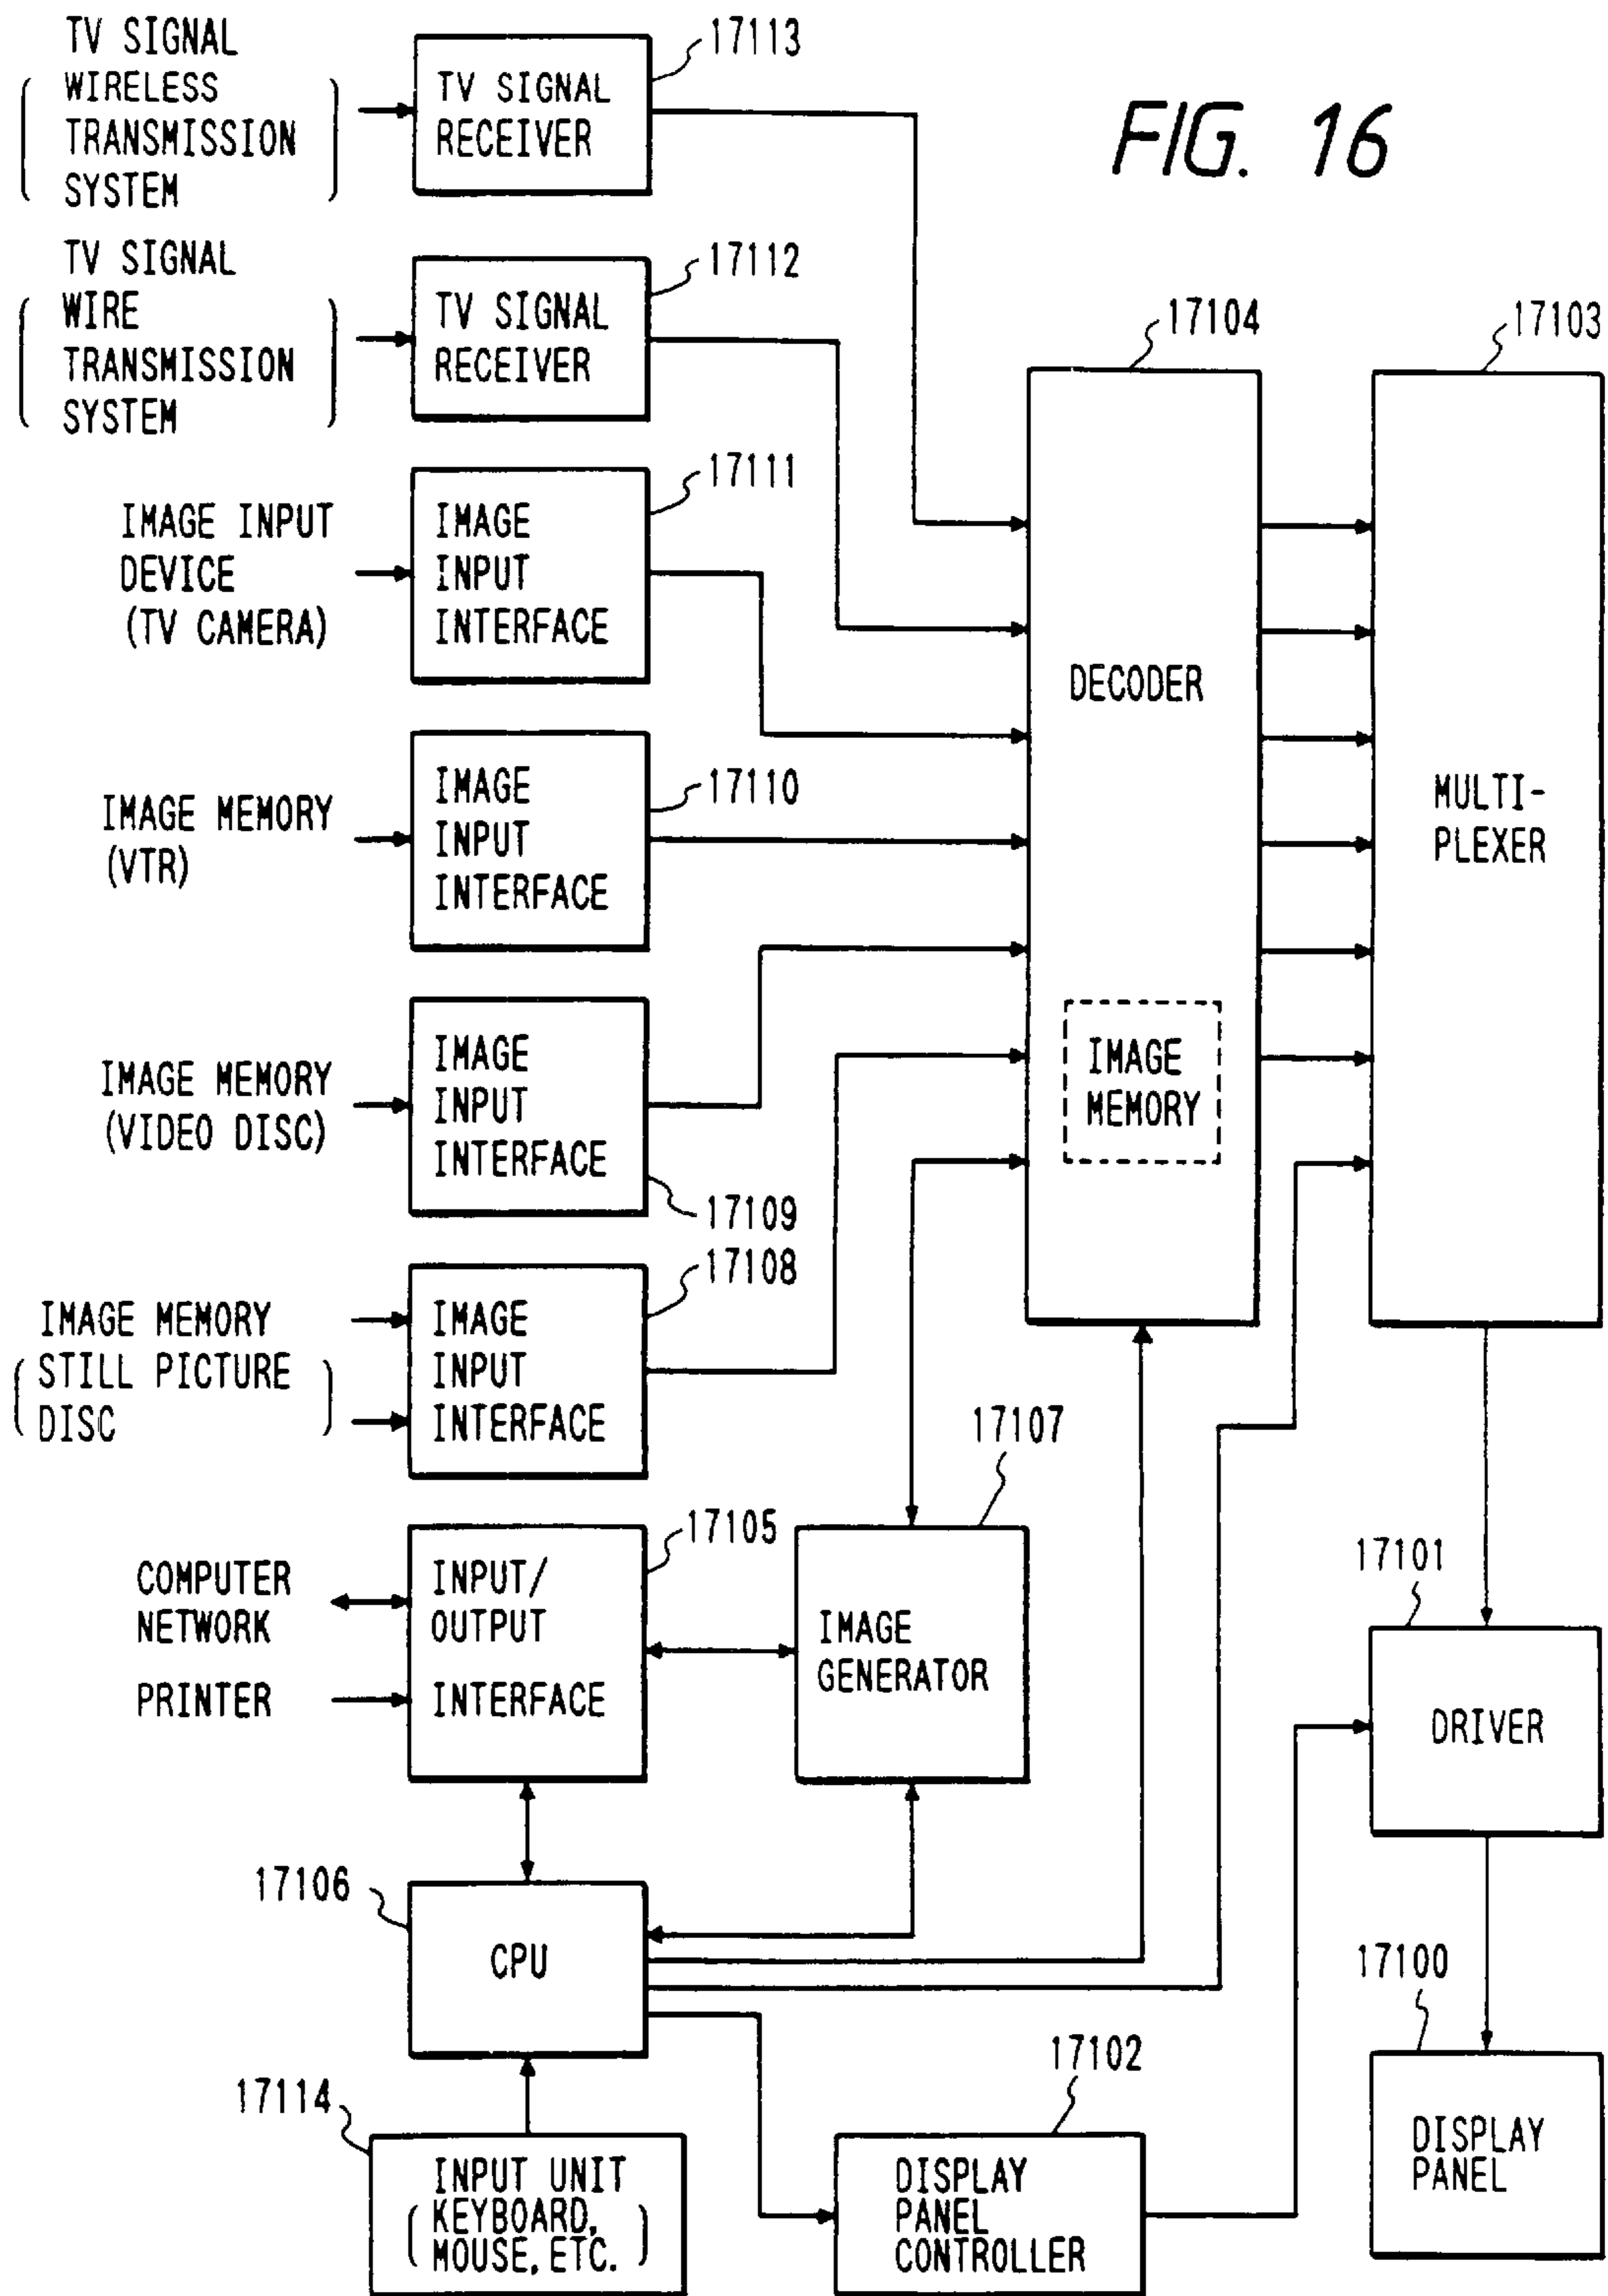 FIG. 16
TV SIGNAL
WIRELESS
TRANSMISSION
SYSTEM
TV SIGNAL
RECEIVER
17113
TV SIGNAL
WIRE
TRANSMISSION
SYSTEM
TV SIGNAL
RECEIVER
17112
IMAGE INPUT
DEVICE
(TV CAMERA)
IMAGE
INPUT
INTERFACE
17111
IMAGE MEMORY
(VTR)
IMAGE
INPUT
INTERFACE
17110
IMAGE MEMORY
(VIDEO DISC)
IMAGE
INPUT
INTERFACE
17109
IMAGE MEMORY
(STILL PICTURE
DISC)
IMAGE
INPUT
INTERFACE
17108
COMPUTER
NETWORK
PRINTER
INPUT/
OUTPUT
INTERFACE
17105
IMAGE
GENERATOR
17107
17104
DECODER
IMAGE
MEMORY
17103
MULTI-
PLEXER
17101
DRIVER
17100
DISPLAY
PANEL
17106
CPU
17114
INPUT UNIT
(KEYBOARD,
MOUSE, ETC.)
17102
DISPLAY
PANEL
CONTROLLER